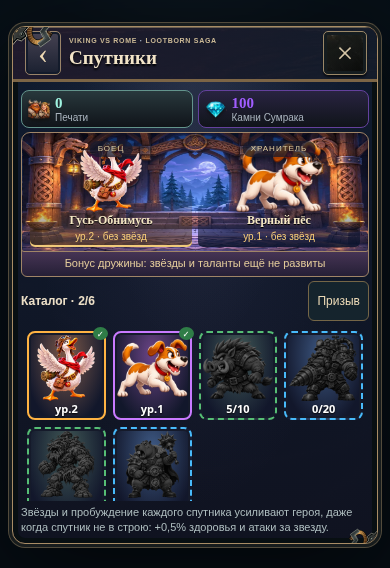 VIKING VS ROME · LOOTBORN SAGA
Спутники
0
Печати
100
Камни Сумрака
БОЕЦ
ХРАНИТЕЛЬ
Гусь-Обнимусь
Верный пёс
ур.2 · без звёзд
ур.1 · без звёзд
Бонус дружины: звёзды и таланты ещё не развиты
Каталог · 2/6
Призыв
ур.2
ур.1
5/10
0/20
Звёзды и пробуждение каждого спутника усиливают героя, даже
когда спутник не в строю: +0,5% здоровья и атаки за звезду.